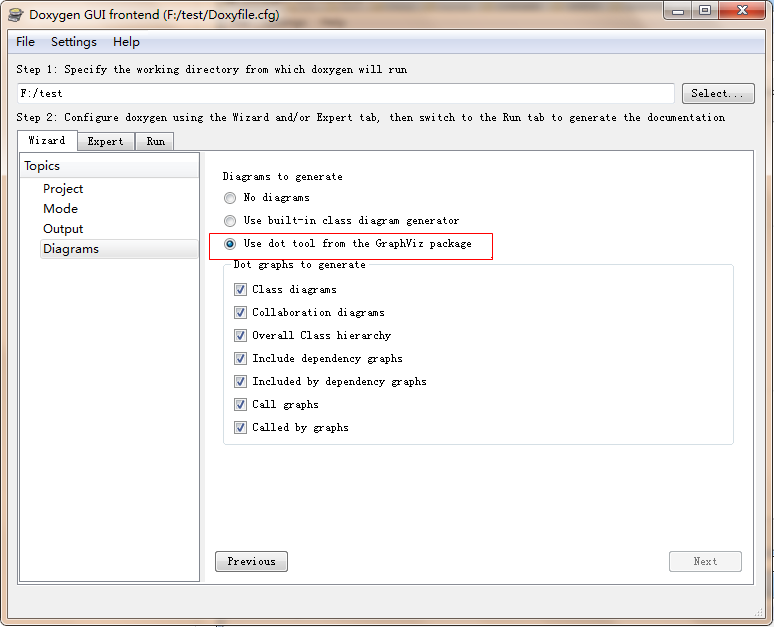 Doxygen GUI frontend (F:/test/Doxyfile.cfg)
File Settings Help
Step 1: Specify the working directory from which doxygen will run
F:/test
Select...
Step 2: Configure doxygen using the Wizard and/or Expert tab, then switch to the Run tab to generate the documentation
Wizard Expert Run
Topics
Project
Mode
Output
Diagrams
Diagrams to generate
No diagrams
Use built-in class diagram generator
Use dot tool from the GraphViz package
Dot graphs to generate
Class diagrams
Collaboration diagrams
Overall Class hierarchy
Include dependency graphs
Included by dependency graphs
Call graphs
Called by graphs
Previous
Next